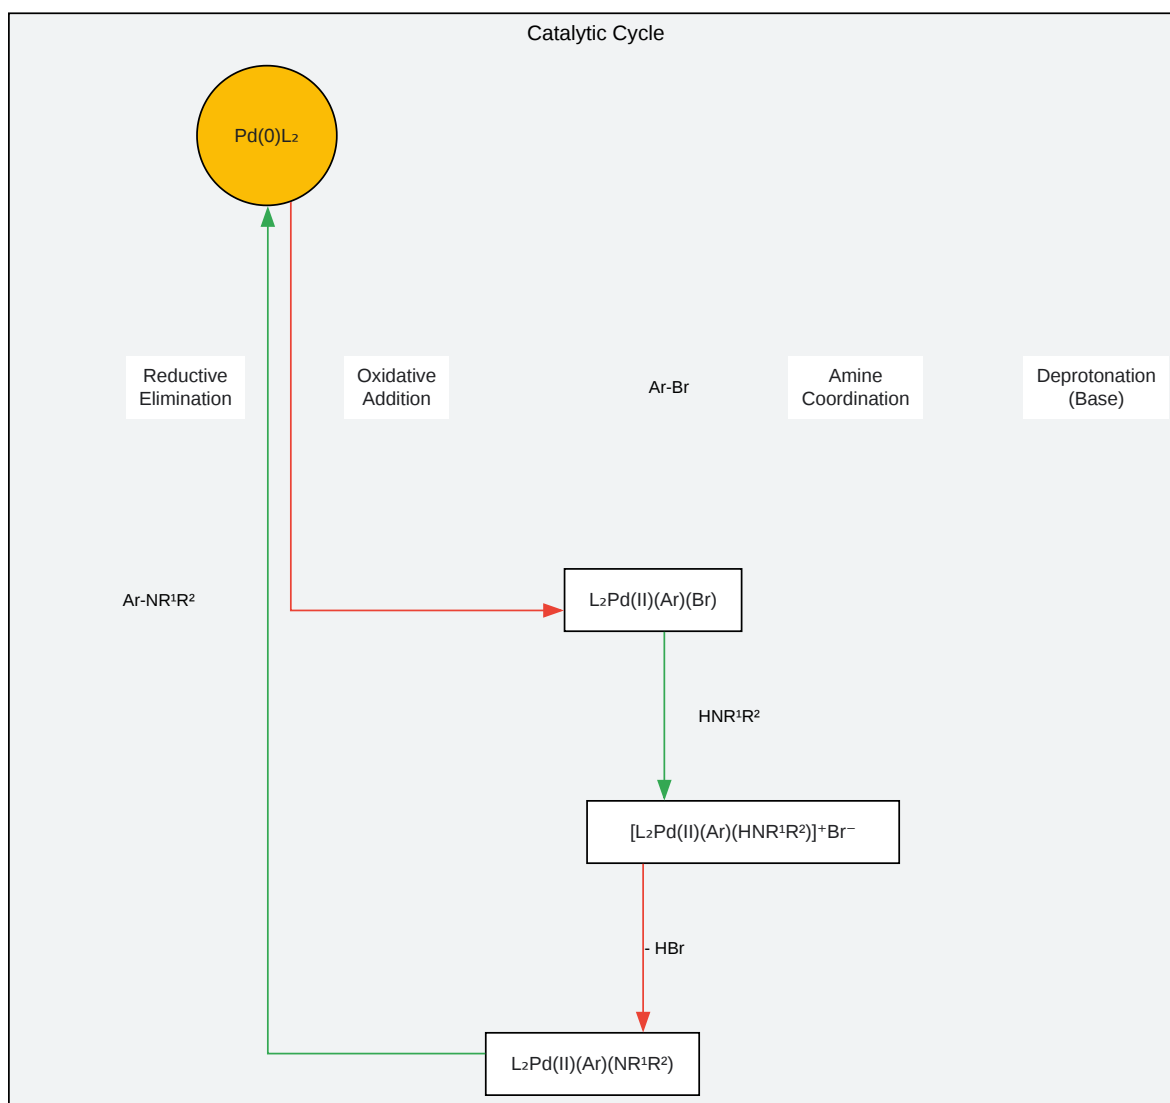 Catalytic Cycle
Pd(0)L₂
Reductive
Elimination
Oxidative
Addition
Ar-Br
Amine
Coordination
Deprotonation
(Base)
Ar-NR¹R²
L₂Pd(II)(Ar)(Br)
HNR¹R²
[L₂Pd(II)(Ar)(HNR¹R²)]⁺Br⁻
- HBr
L₂Pd(II)(Ar)(NR¹R²)